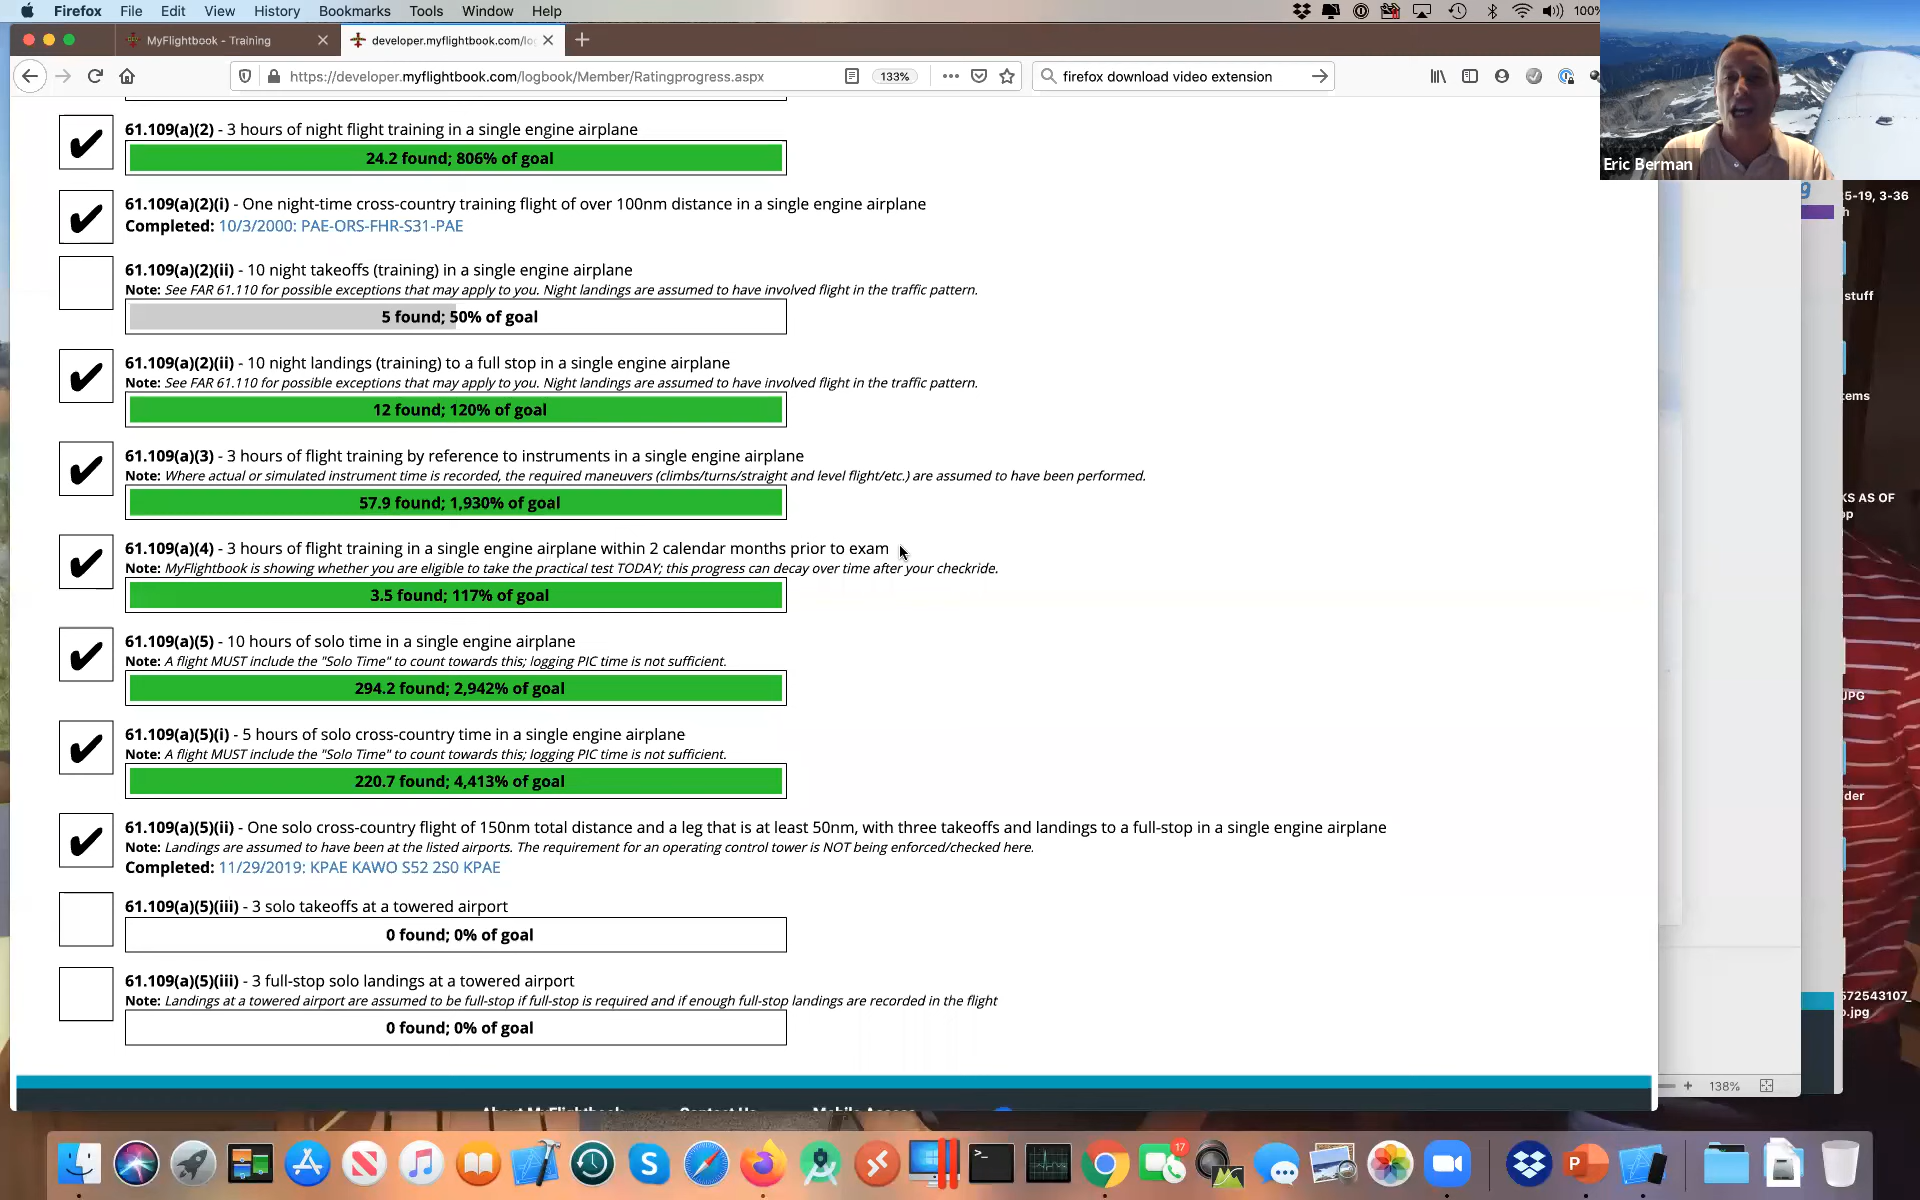 Firefox File Edit View History Bookmarks Tools Window Help 100%
MyFlightbook - Training
developer.myflightbook.com/lo
https://developer.myflightbook.com/logbook/Member/Ratingprogress.aspx 133%
firefox download video extension
Eric Berman
61.109(a)(2) - 3 hours of night flight training in a single engine airplane
24.2 found; 806% of goal
61.109(a)(2)(i) - One night-time cross-country training flight of over 100nm distance in a single engine airplane
Completed: 10/3/2000: PAE-ORS-FHR-S31-PAE
61.109(a)(2)(ii) - 10 night takeoffs (training) in a single engine airplane
Note: See FAR 61.110 for possible exceptions that may apply to you. Night landings are assumed to have involved flight in the traffic pattern.
5 found; 50% of goal
61.109(a)(2)(ii) - 10 night landings (training) to a full stop in a single engine airplane
Note: See FAR 61.110 for possible exceptions that may apply to you. Night landings are assumed to have involved flight in the traffic pattern.
12 found; 120% of goal
61.109(a)(3) - 3 hours of flight training by reference to instruments in a single engine airplane
Note: Where actual or simulated instrument time is recorded, the required maneuvers (climbs/turns/straight and level flight/etc.) are assumed to have been performed.
57.9 found; 1,930% of goal
61.109(a)(4) - 3 hours of flight training in a single engine airplane within 2 calendar months prior to exam
Note: MyFlightbook is showing whether you are eligible to take the practical test TODAY; this progress can decay over time after your checkride.
3.5 found; 117% of goal
61.109(a)(5) - 10 hours of solo time in a single engine airplane
Note: A flight MUST include the "Solo Time" to count towards this; logging PIC time is not sufficient.
294.2 found; 2,942% of goal
61.109(a)(5)(i) - 5 hours of solo cross-country time in a single engine airplane
Note: A flight MUST include the "Solo Time" to count towards this; logging PIC time is not sufficient.
220.7 found; 4,413% of goal
61.109(a)(5)(ii) - One solo cross-country flight of 150nm total distance and a leg that is at least 50nm, with three takeoffs and landings to a full-stop in a single engine airplane
Note: Landings are assumed to have been at the listed airports. The requirement for an operating control tower is NOT being enforced/checked here.
Completed: 11/29/2019: KPAE KAWO S52 2S0 KPAE
61.109(a)(5)(iii) - 3 solo takeoffs at a towered airport
0 found; 0% of goal
61.109(a)(5)(iii) - 3 full-stop solo landings at a towered airport
Note: Landings at a towered airport are assumed to be full-stop if full-stop is required and if enough full-stop landings are recorded in the flight
0 found; 0% of goal
About MyFlightbook Contact Us Mobile Access
5-19, 3-36
h
stuff
tems
KS AS OF
op
JPG
der
572543107_
o.jpg
138%
17